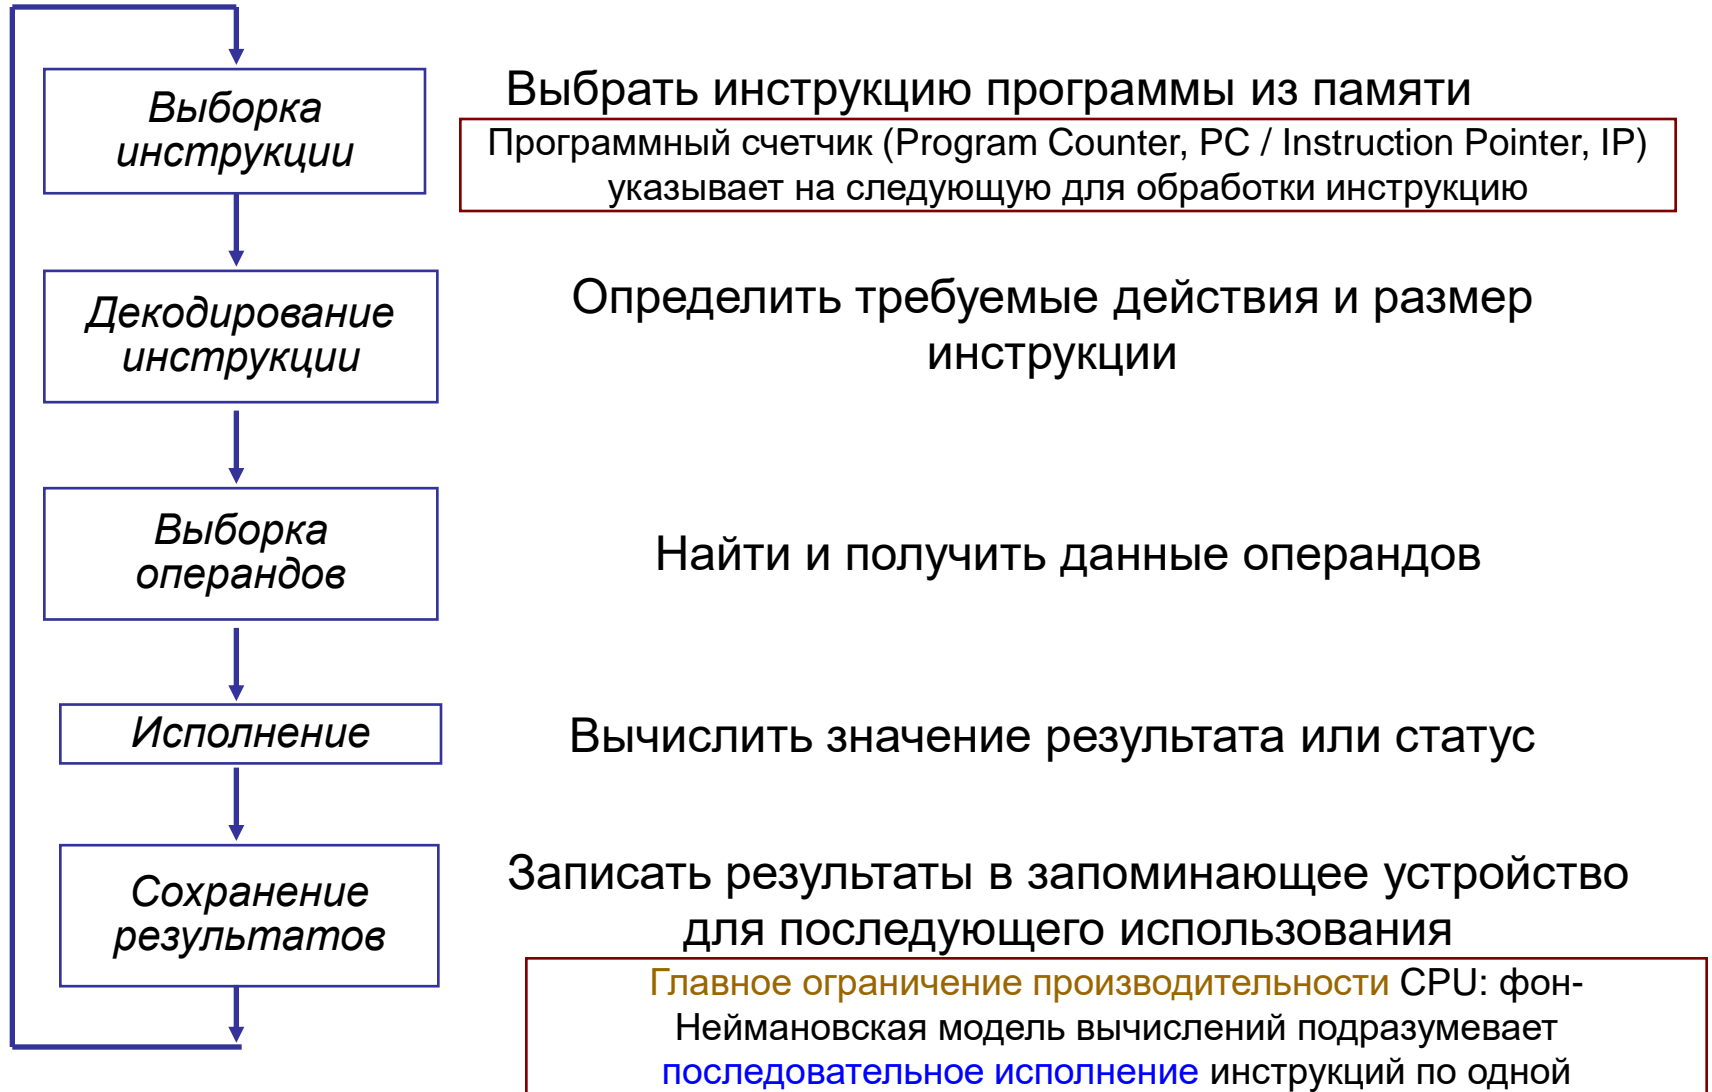 Выборка
инструкции
Выбрать инструкцию программы из памяти
Программный счетчик (Program Counter, PC / Instruction Pointer, IP)
указывает на следующую для обработки инструкцию
Декодирование
инструкции
Определить требуемые действия и размер
инструкции
Выборка
операндов
Найти и получить данные операндов
Исполнение
Вычислить значение результата или статус
Сохранение
результатов
Записать результаты в запоминающее устройство
для последующего использования
Главное ограничение производительности CPU: фон-
Неймановская модель вычислений подразумевает
последовательное исполнение инструкций по одной